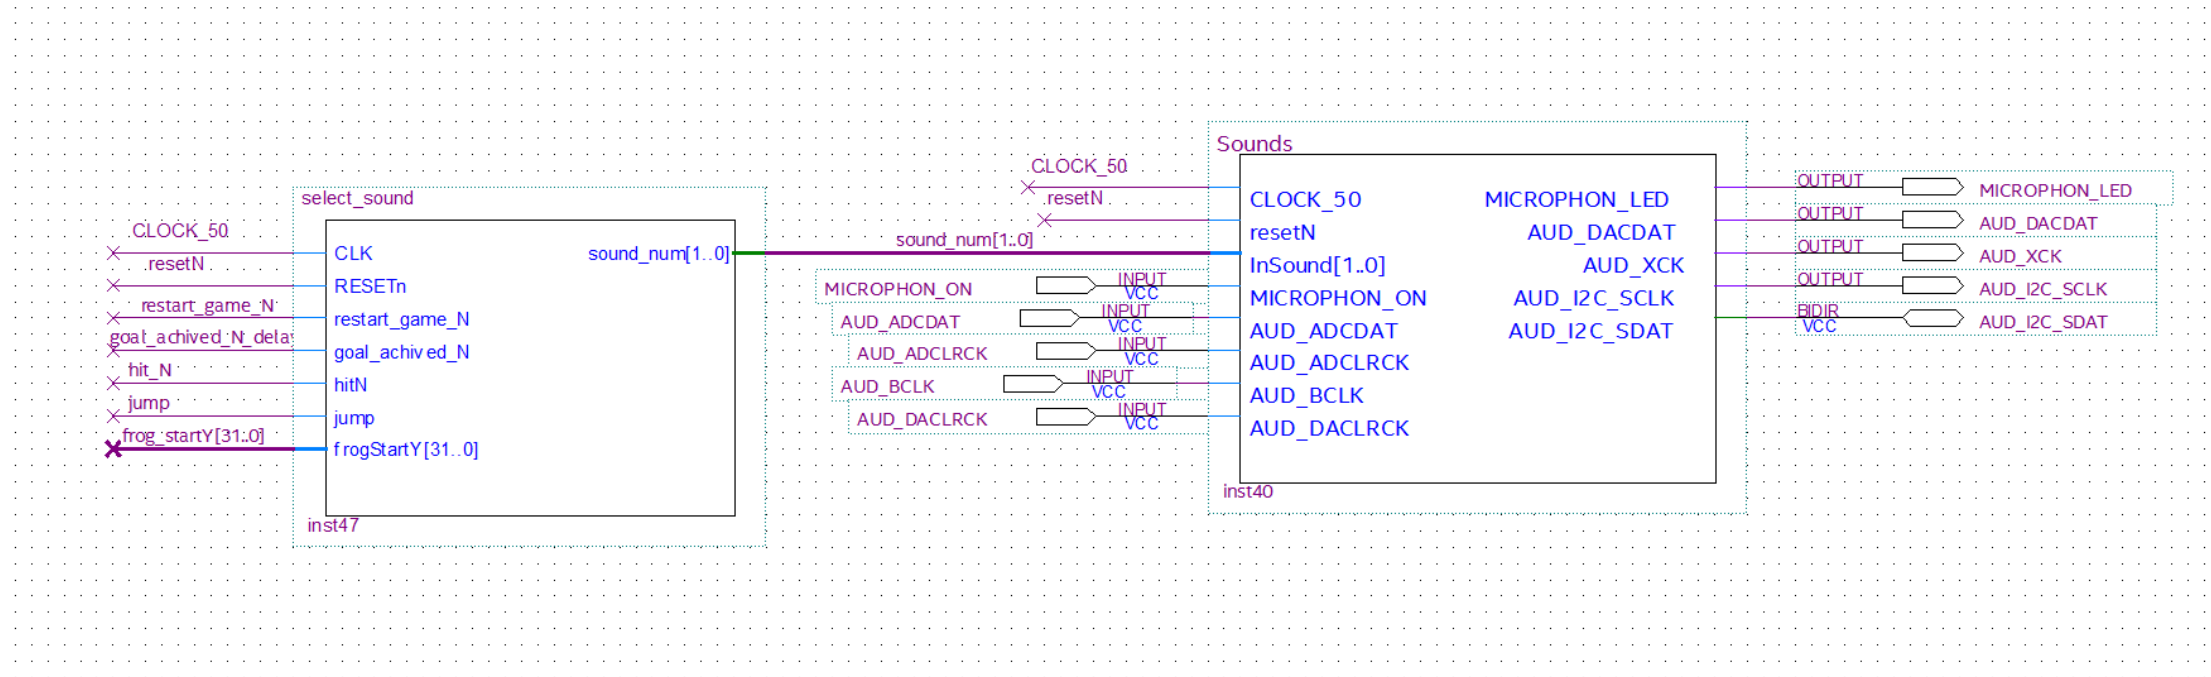 select_sound
CLOCK_50
resetN
restart_game_N
goal_achived_N_dela
hit_N
jump
frog_startY[31..0]
CLK
RESETn
restart_game_N
goal_achived_N
hitN
jump
frogStartY[31..0]
sound_num[1..0]
inst47
sound_num[1..0]
Sounds
CLOCK_50
resetN
MICROPHON_ON
INPUT
VCC
AUD_ADCDAT
INPUT
VCC
AUD_ADCLRCK
INPUT
VCC
AUD_BCLK
INPUT
VCC
AUD_DACLRCK
INPUT
VCC
CLOCK_50
resetN
InSound[1..0]
MICROPHON_ON
AUD_ADCDAT
AUD_ADCLRCK
AUD_BCLK
AUD_DACLRCK
MICROPHON_LED
AUD_DACDAT
AUD_XCK
AUD_I2C_SCLK
AUD_I2C_SDAT
inst40
OUTPUT
MICROPHON_LED
OUTPUT
AUD_DACDAT
OUTPUT
AUD_XCK
OUTPUT
AUD_I2C_SCLK
BIDIR
VCC
AUD_I2C_SDAT